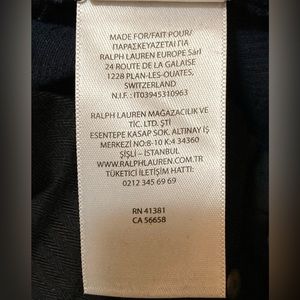 MADE FOR/FAIT POUR/
ΠΑΡΑΣΚΕΥΑΖΕΤΑΙ ΓΙΑ
RALPH LAUREN EUROPE Sàrl
24 ROUTE DE LA GALAISE
1228 PLAN-LES-OUATES,
SWITZERLAND
N.I.F. : IT03945310963
RALPH LAUREN MAĞAZACILIK VE
TİC. LTD. ŞTİ
ESENTEPE KASAP SOK. ALTINAY İŞ
MERKEZİ NO:8-10 K:4 34360
ŞİŞLİ – İSTANBUL
WWW.RALPHLAUREN.COM.TR
TÜKETİCİ İLETİŞİM HATTI:
0212 345 69 69
RN 41381
CA 56658